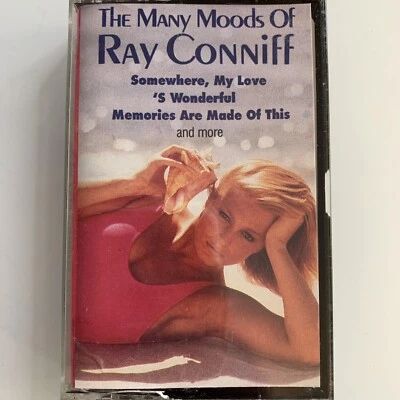 The Many Moods Of
Ray Conniff
Somewhere, My Love
‘S Wonderful
Memories Are Made Of This
and more